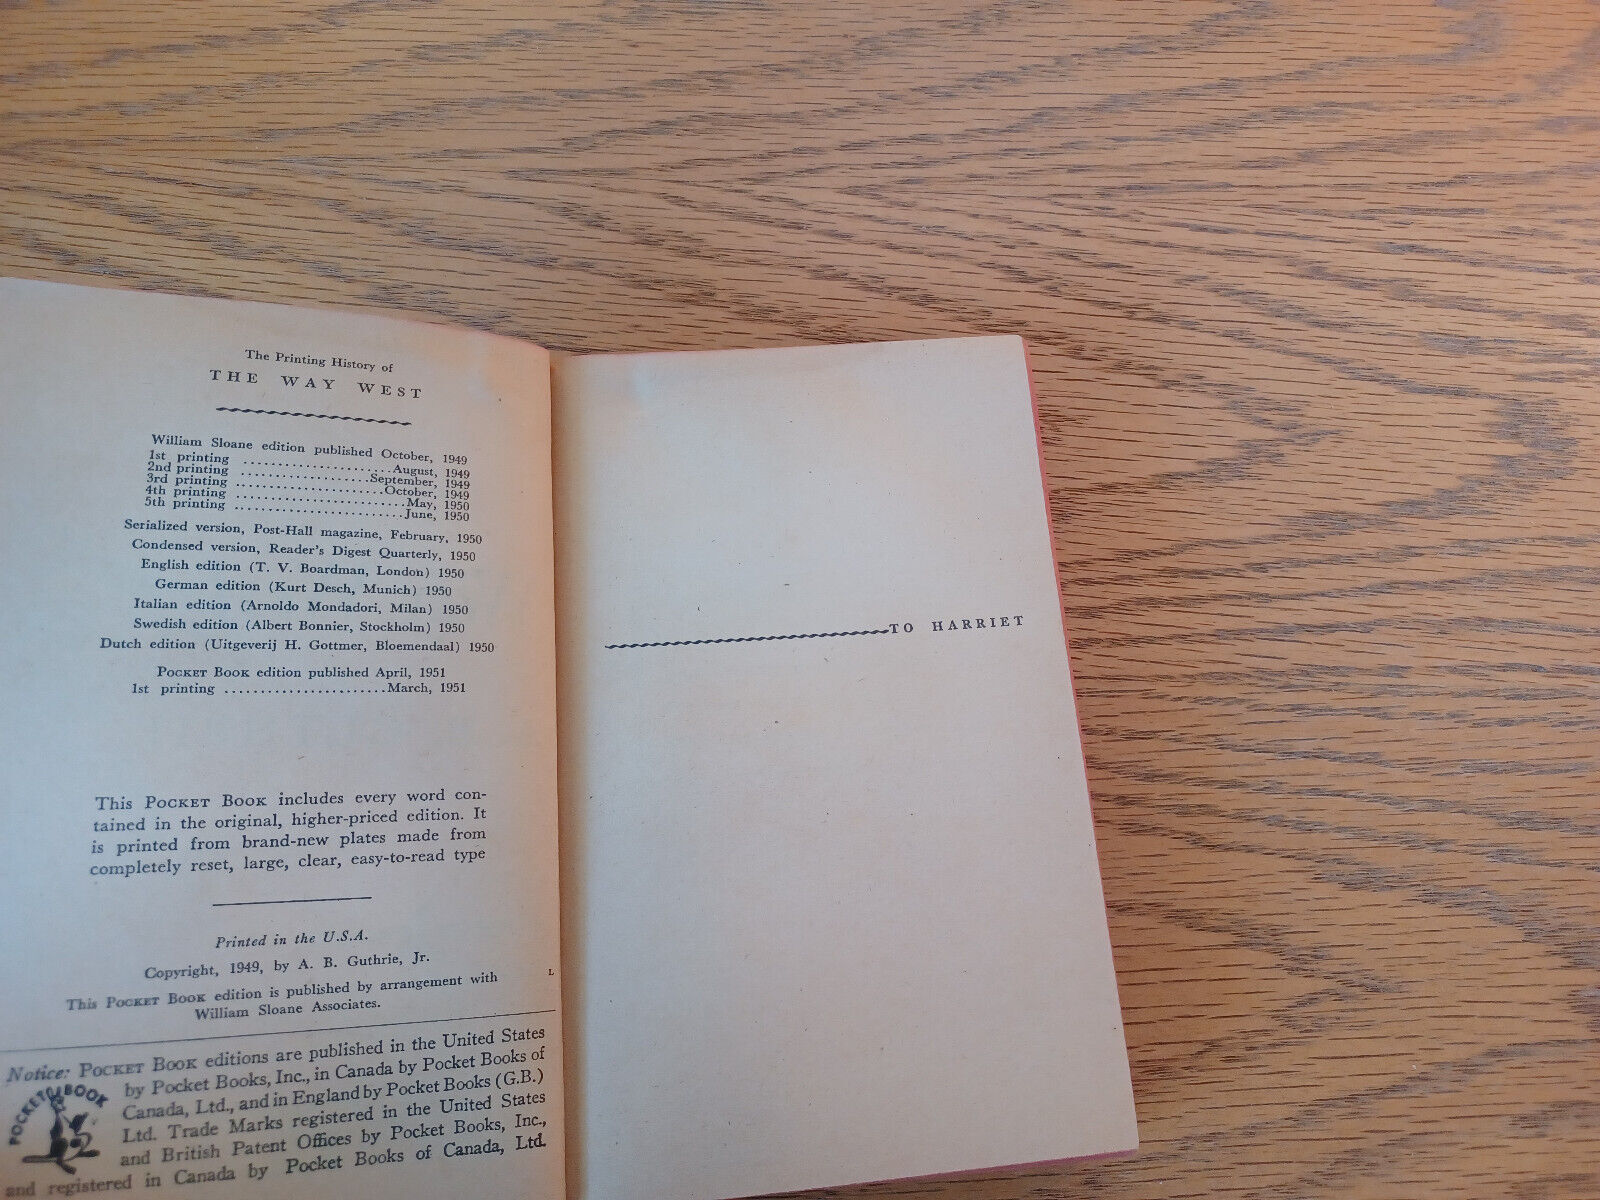 The Printing History of
THE WAY WEST
William Sloane edition published October, 1949
1st printing ......................August, 1949
2nd printing ...................September, 1949
3rd printing ......................October, 1949
4th printing .........................May, 1950
5th printing .........................June, 1950
Serialized version, Post-Hall magazine, February, 1950
Condensed version, Reader's Digest Quarterly, 1950
English edition (T. V. Boardman, London) 1950
German edition (Kurt Desch, Munich) 1950
Italian edition (Arnoldo Mondadori, Milan) 1950
Swedish edition (Albert Bonnier, Stockholm) 1950
Dutch edition (Uitgeverij H. Gottmer, Bloemendaal) 1950
POCKET BOOK edition published April, 1951
1st printing .......................March, 1951
This POCKET BOOK includes every word con-
tained in the original, higher-priced edition. It
is printed from brand-new plates made from
completely reset, large, clear, easy-to-read type
Printed in the U.S.A.
Copyright, 1949, by A. B. Guthrie, Jr.
This POCKET BOOK edition is published by arrangement with
William Sloane Associates.
L
Notice: POCKET BOOK editions are published in the United States
by Pocket Books, Inc., in Canada by Pocket Books of
Canada, Ltd., and in England by Pocket Books (G.B.)
Ltd. Trade Marks registered in the United States
and British Patent Offices by Pocket Books, Inc.,
and registered in Canada by Pocket Books of Canada, Ltd.
POCKET BOOK
TO HARRIET